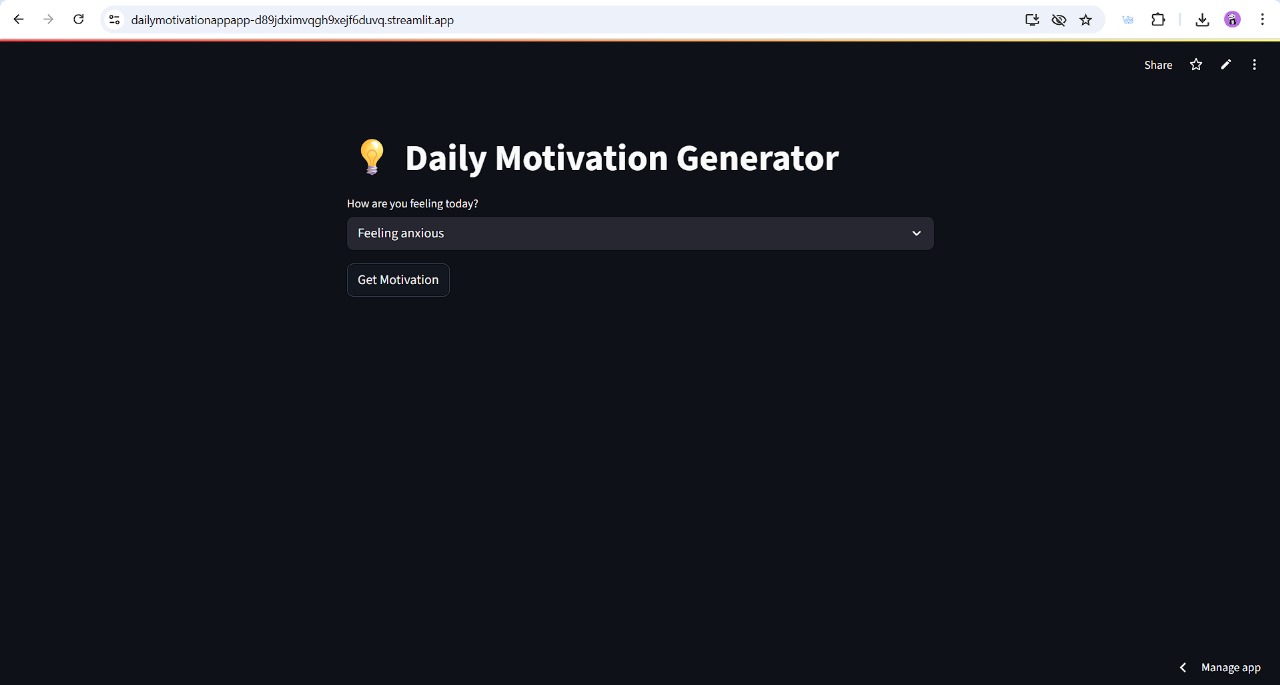 dailymotivationappapp-d89jdximvqgh9xejf6duvq.streamlit.app
Share
Daily Motivation Generator
How are you feeling today?
Feeling anxious
Get Motivation
Manage app